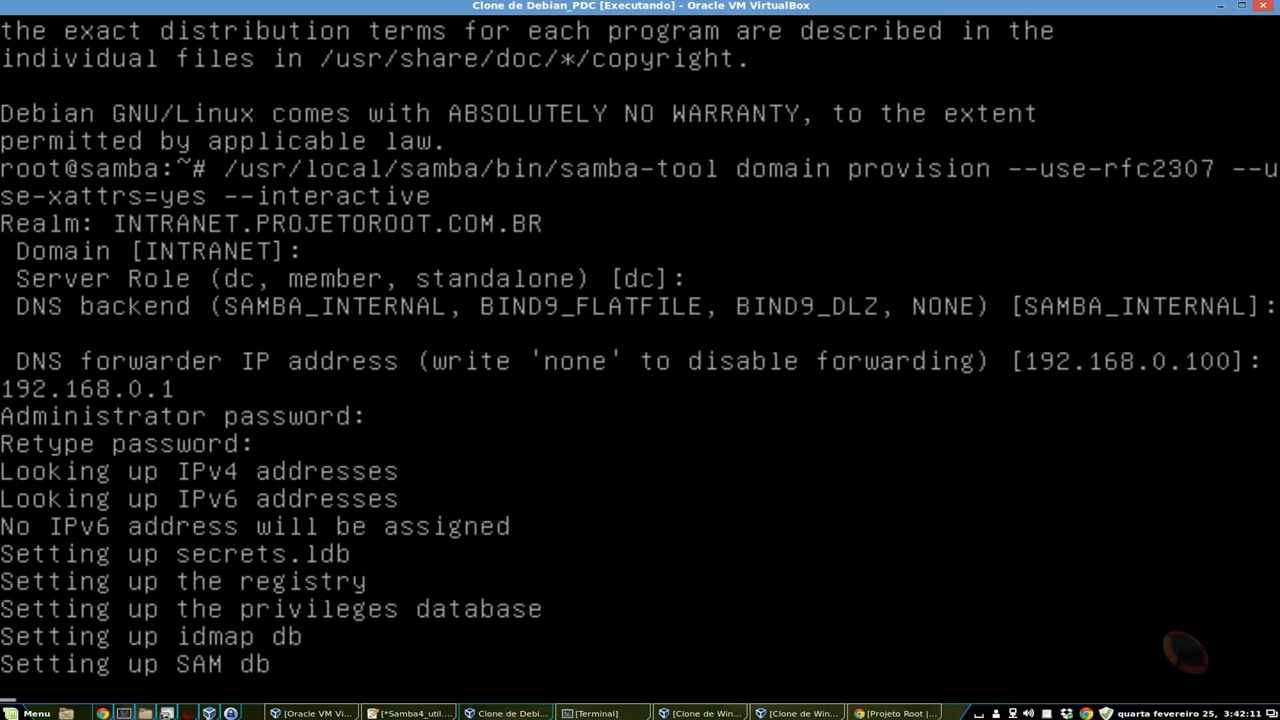 Clone de Debian_PDC [Executando] - Oracle VM VirtualBox
the exact distribution terms for each program are described in the
individual files in /usr/share/doc/*/copyright.
Debian GNU/Linux comes with ABSOLUTELY NO WARRANTY, to the extent
permitted by applicable law.
root@samba:~# /usr/local/samba/bin/samba-tool domain provision --use-rfc2307 --u
se-xattrs=yes --interactive
Realm: INTRANET.PROJETOROOT.COM.BR
Domain [INTRANET]:
Server Role (dc, member, standalone) [dc]:
DNS backend (SAMBA_INTERNAL, BIND9_FLATFILE, BIND9_DLZ, NONE) [SAMBA_INTERNAL]:
DNS forwarder IP address (write 'none' to disable forwarding) [192.168.0.100]:
192.168.0.1
Administrator password:
Retype password:
Looking up IPv4 addresses
Looking up IPv6 addresses
No IPv6 address will be assigned
Setting up secrets.ldb
Setting up the registry
Setting up the privileges database
Setting up idmap db
Setting up SAM db
Menu [Oracle VM Vi... [*Samba4_util.... Clone de Debi... [Terminal] [Clone de Win... [Clone de Win... [Projeto Root |... quarta fevereiro 25, 3:42:11